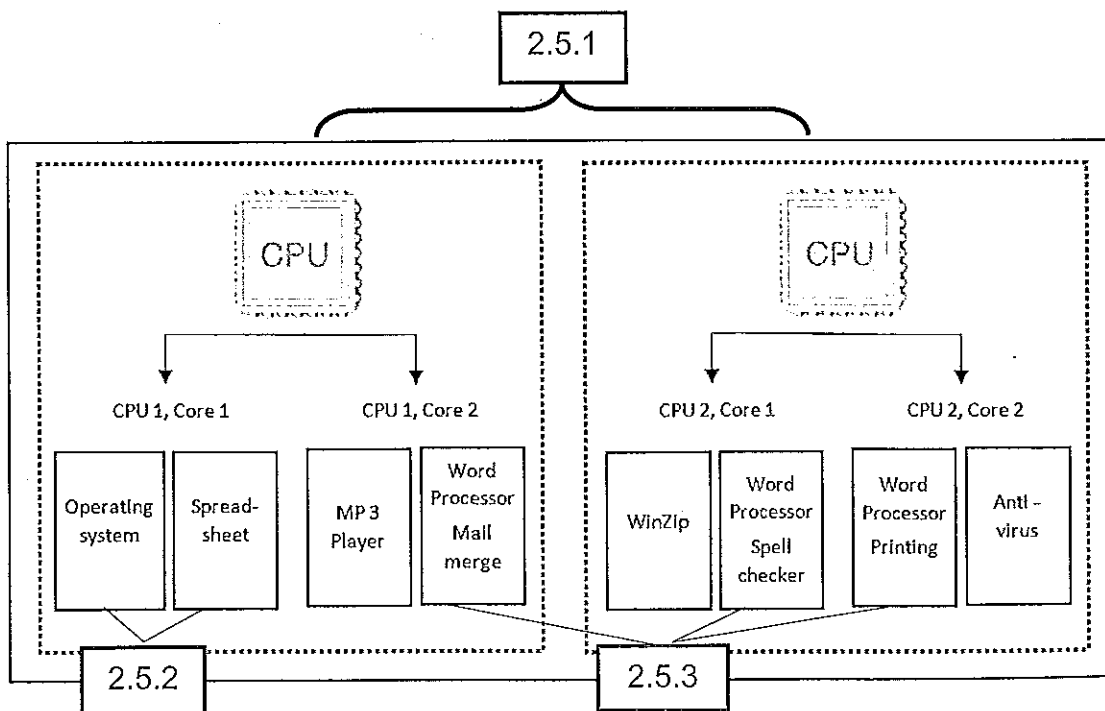 2.5.1
CPU
CPU
CPU 1, Core 1
CPU 1, Core 2
CPU 2, Core 1
CPU 2, Core 2
Operating
system
Spread-
sheet
MP 3
Player
Word
Processor
Mail
merge
WinZip
Word
Processor
Spell
checker
Word
Processor
Printing
Anti -
virus
2.5.2
2.5.3